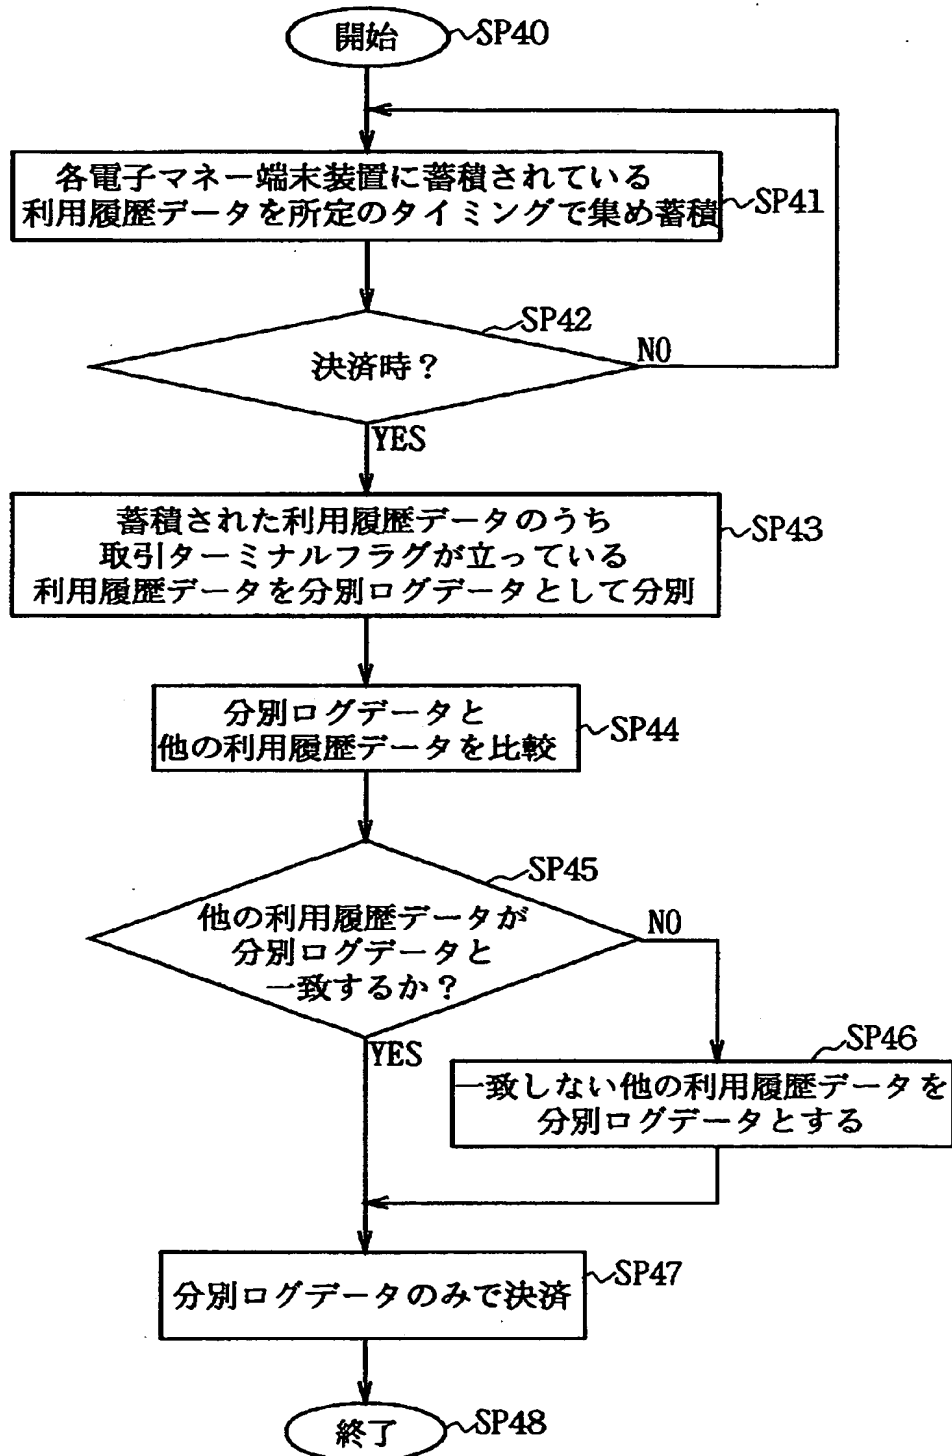 開始
SP40
各電子マネー端末装置に蓄積されている
利用履歴データを所定のタイミングで集め蓄積
SP41
SP42
決済時?
NO
YES
蓄積された利用履歴データのうち
取引ターミナルフラグが立っている
利用履歴データを分別ログデータとして分別
SP43
分別ログデータと
他の利用履歴データを比較
SP44
SP45
他の利用履歴データが
分別ログデータと
一致するか?
NO
YES
SP46
一致しない他の利用履歴データを
分別ログデータとする
分別ログデータのみで決済
SP47
終了
SP48